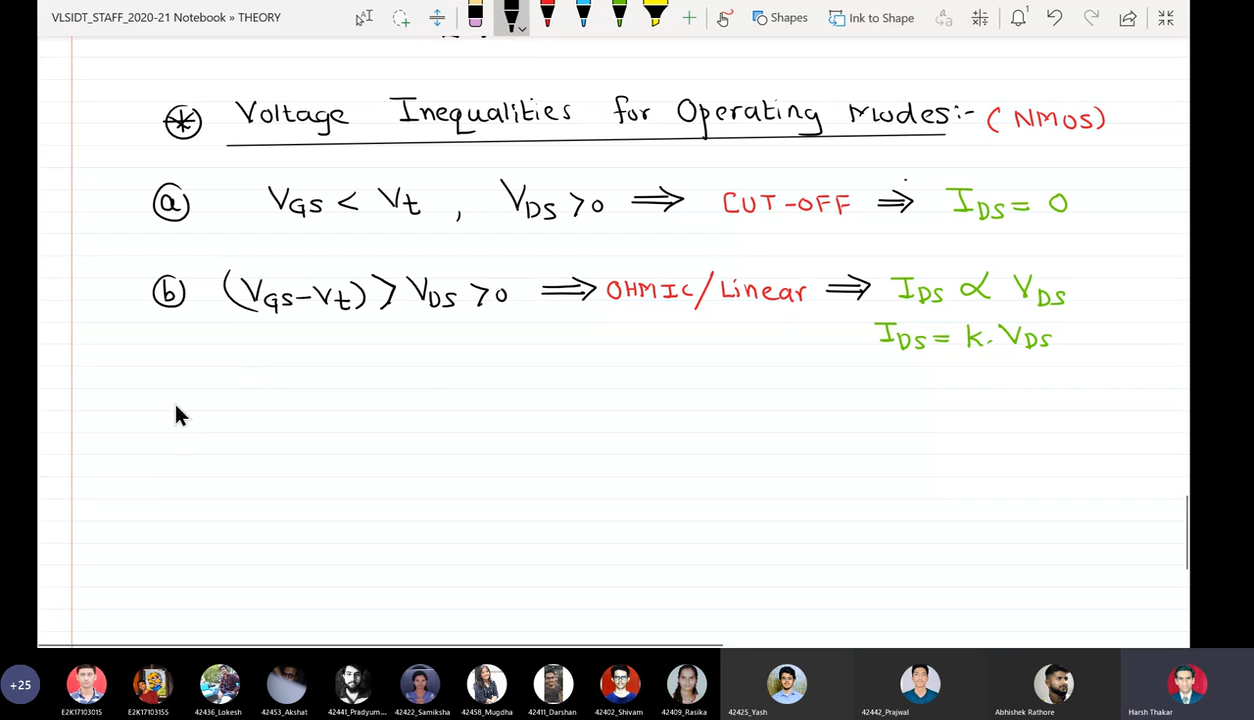 VLSIDT_STAFF_2020-21 Notebook » THEORY
Shapes
Ink to Shape
1
Voltage Inequalities for Operating Modes:- (NMOS)
(a) VGS < Vt , VDS > 0 ⟹ CUT-OFF ⟹ IDS = 0
(b) (VGS-Vt) > VDS > 0 ⟹ OHMIC/Linear ⟹ IDS ∝ VDS
IDS = K. VDS
+25
E2K17103015
E2K17103155
42436_Lokesh
42453_Akshat
42441_Pradyum...
42422_Samiksha
42458_Mugdha
42411_Darshan
42402_Shivam
42409_Rasika
42425_Yash
42442_Prajwal
Abhishek Rathore
Harsh Thakar